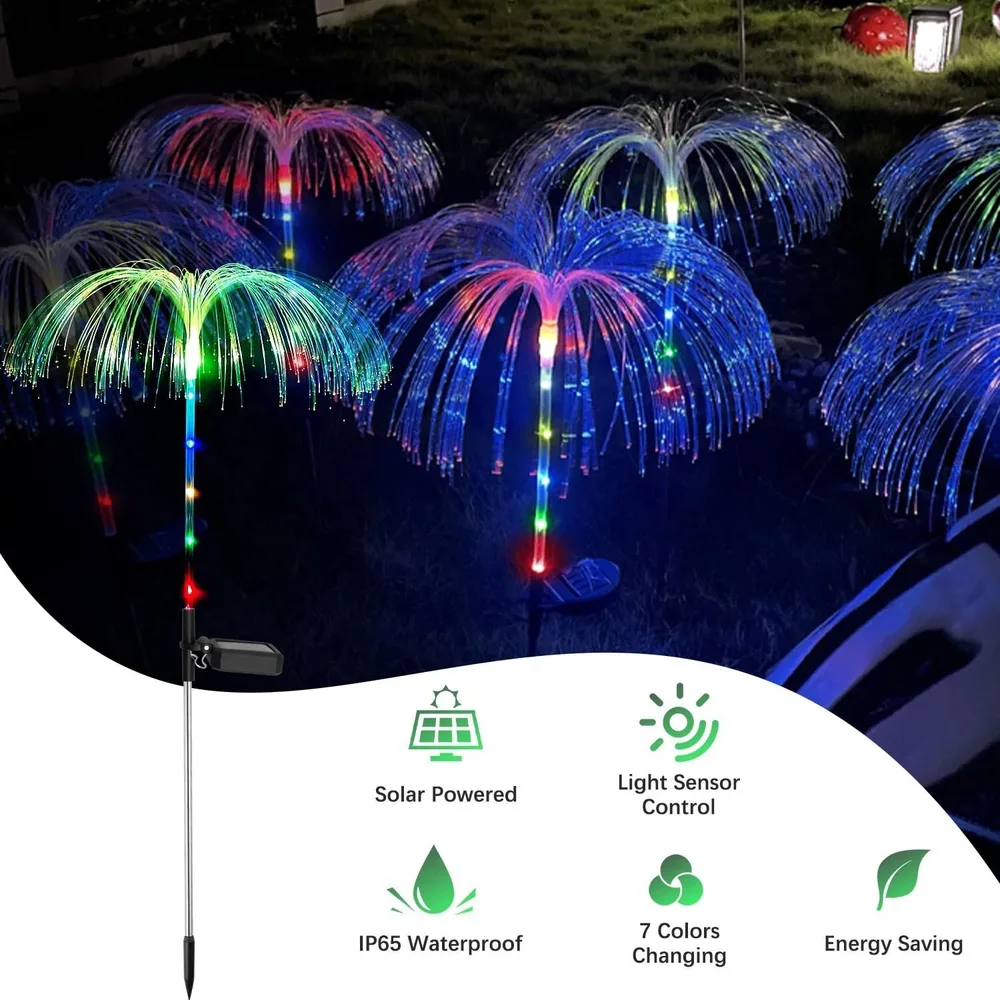 Solar Powered
Light Sensor
Control
IP65 Waterproof
7 Colors
Changing
Energy Saving